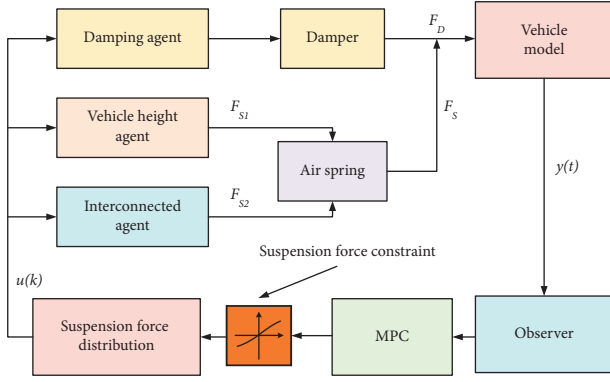 Damping agent
Damper
F_D
Vehicle
model
Vehicle height
agent
F_S1
F_S
Air spring
Interconnected
agent
F_S2
y(t)
Suspension force constraint
u(k)
Suspension force
distribution
MPC
Observer